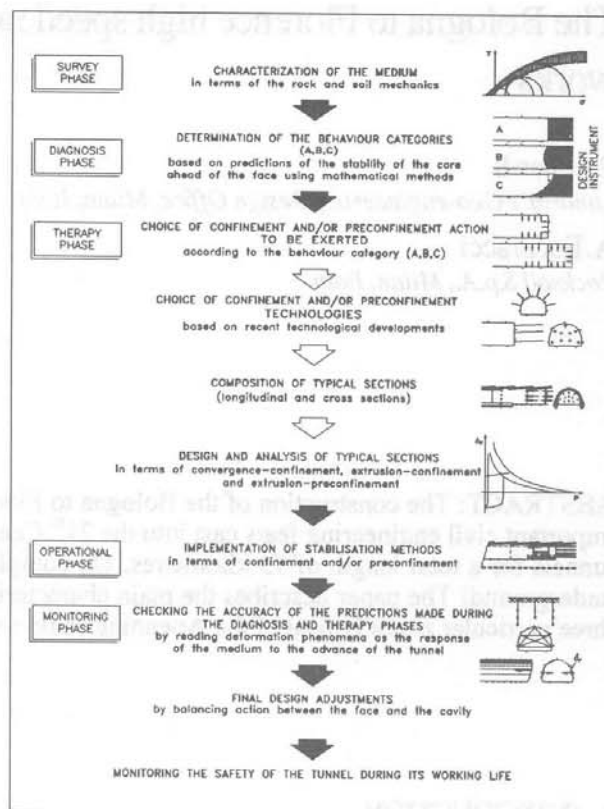 SURVEY
PHASE
CHARACTERIZATION OF THE MEDIUM
in terms of the rock and soil mechanics
DIAGNOSIS
PHASE
DETERMINATION OF THE BEHAVIOUR CATEGORIES
(A,B,C)
based on predictions of the stability of the core
ahead of the face using mathematical methods
A
B
C
DESIGN
INSTRUMENT
THERAPY
PHASE
CHOICE OF CONFINEMENT AND/OR PRECONFINEMENT ACTION
TO BE EXERTED
according to the behaviour category (A,B,C)
CHOICE OF CONFINEMENT AND/OR PRECONFINEMENT
TECHNOLOGIES
based on recent technological developments
COMPOSITION OF TYPICAL SECTIONS
(longitudinal and cross sections)
DESIGN AND ANALYSIS OF TYPICAL SECTIONS
in terms of convergence-confinement, extrusion-confinement
and extrusion-preconfinement
OPERATIONAL
PHASE
IMPLEMENTATION OF STABILISATION METHODS
in terms of confinement and/or preconfinement
MONITORING
PHASE
CHECKING THE ACCURACY OF THE PREDICTIONS MADE DURING
THE DIAGNOSIS AND THERAPY PHASES
by reading deformation phenomena as the response
of the medium to the advance of the tunnel
FINAL DESIGN ADJUSTMENTS
by balancing action between the face and the cavity
MONITORING THE SAFETY OF THE TUNNEL DURING ITS WORKING LIFE